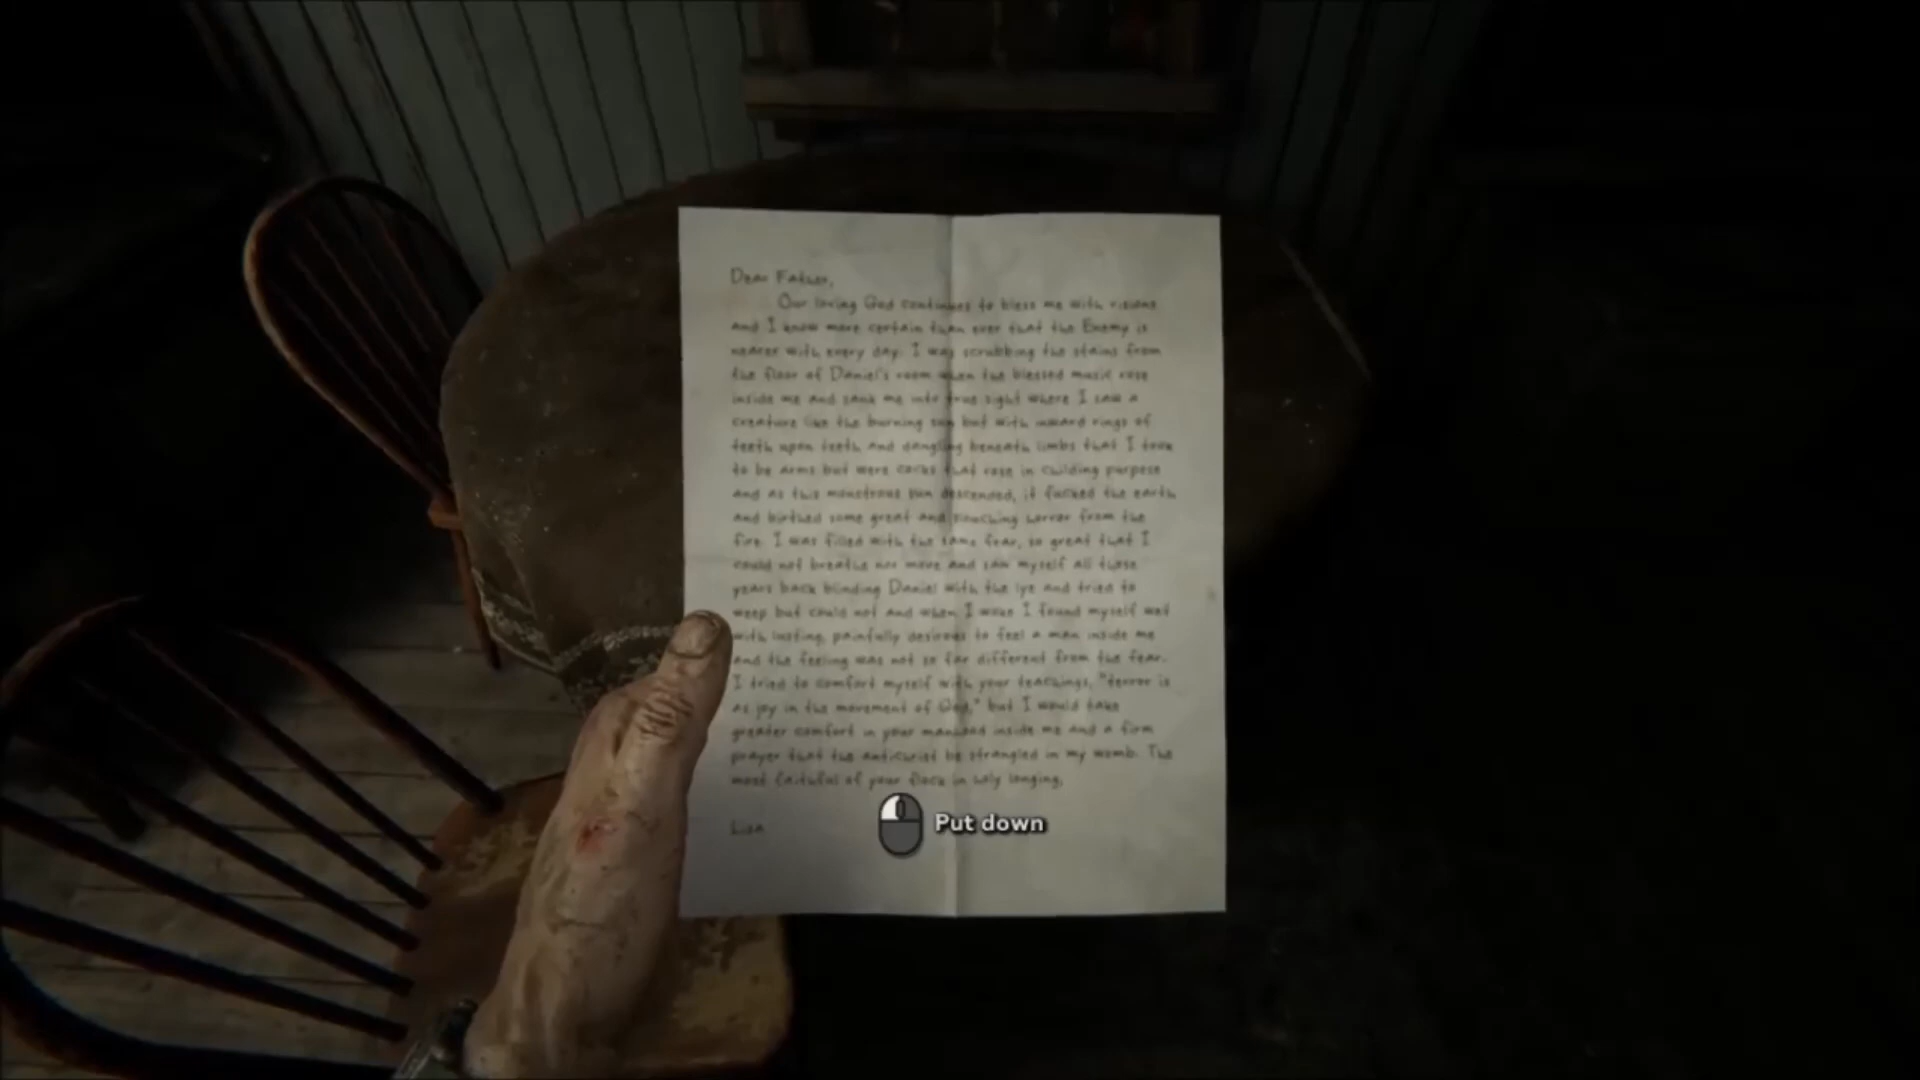 Dear Father,
Our loving God continues to bless me with visions
and I know more certain than ever that the Enemy is
nearer with every day. I was scrubbing the stains from
the floor of Daniel's room when the blessed music rose
inside me and sank me into true sight where I saw a
creature like the burning sun but with inward rings of
teeth upon teeth and dangling beneath limbs that I took
to be arms but were cocks that rose in childing purpose
and as this monstrous sun descended, it fucked the earth
and birthed some great and slouching horror from the
fire. I was filled with the same fear, so great that I
could not breathe nor move and saw myself all those
years back blinding Daniel with the lye and tried to
weep but could not and when I woke I found myself wet
with lusting, painfully desirous to feel a man inside me
and the feeling was not so far different from the fear.
I tried to comfort myself with your teachings, "terror is
as joy in the movement of God," but I would take
greater comfort in your manhood inside me and a firm
prayer that the antichrist be strangled in my womb. The
most faithful of your flock in holy longing,
Put down